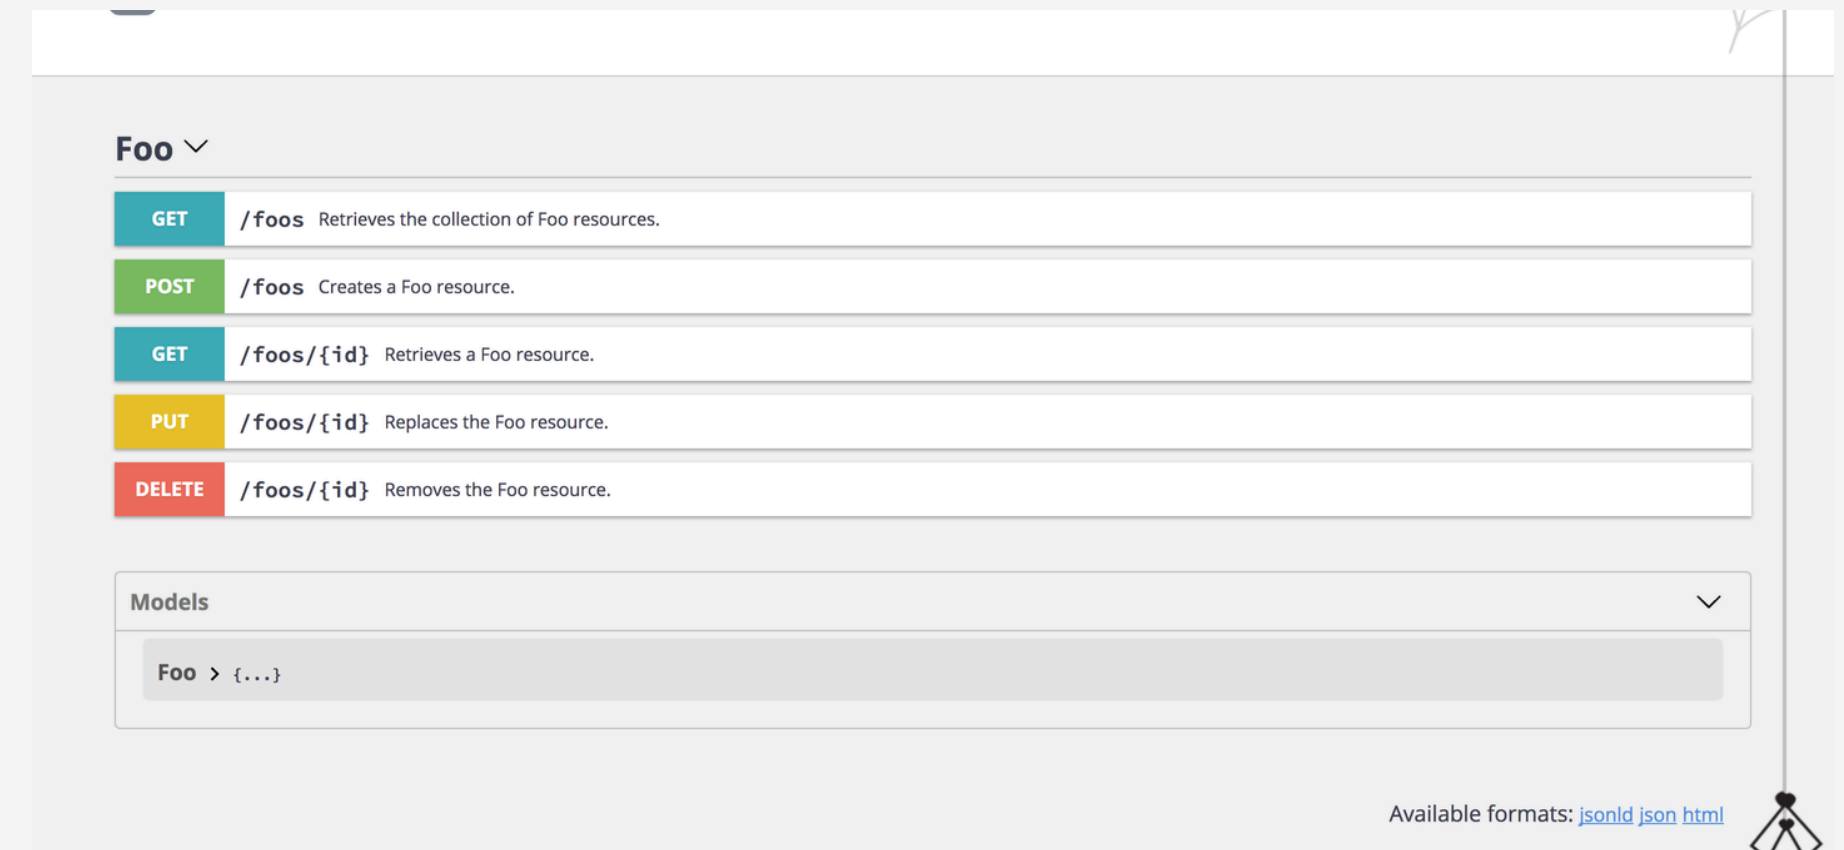 Foo
GET /foos Retrieves the collection of Foo resources.
POST /foos Creates a Foo resource.
GET /foos/{id} Retrieves a Foo resource.
PUT /foos/{id} Replaces the Foo resource.
DELETE /foos/{id} Removes the Foo resource.
Models
Foo > {...}
Available formats: jsonld json html